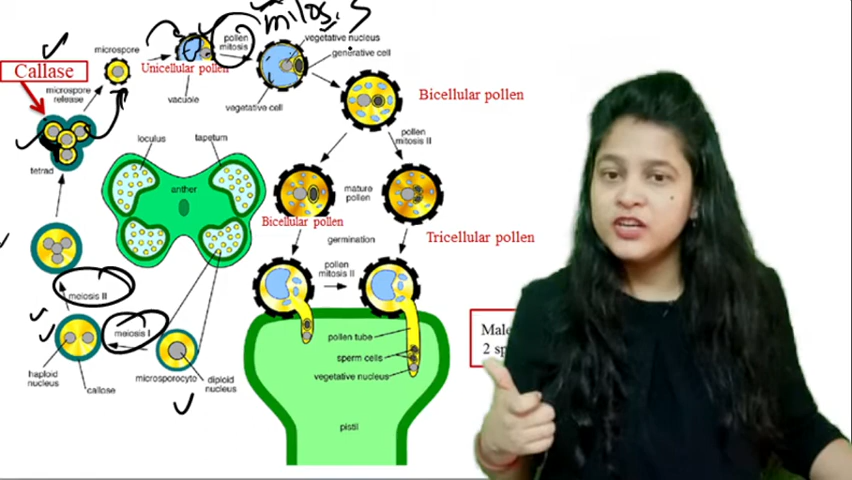 mitosis
pollen
mitosis
vegetative nucleus
generative cell
microspore
Callase
Unicellular pollen
microspore
release
vacuole
vegetative cell
Bicellular pollen
loculus
tapetum
pollen
mitosis II
tetrad
anther
mature
pollen
Bicellular pollen
germination
Tricellular pollen
pollen
mitosis II
meiosis II
meiosis I
Male
2 sp
pollen tube
sperm cells
vegetative nucleus
haploid
nucleus
callose
microsporocyte
diploid
nucleus
pistil